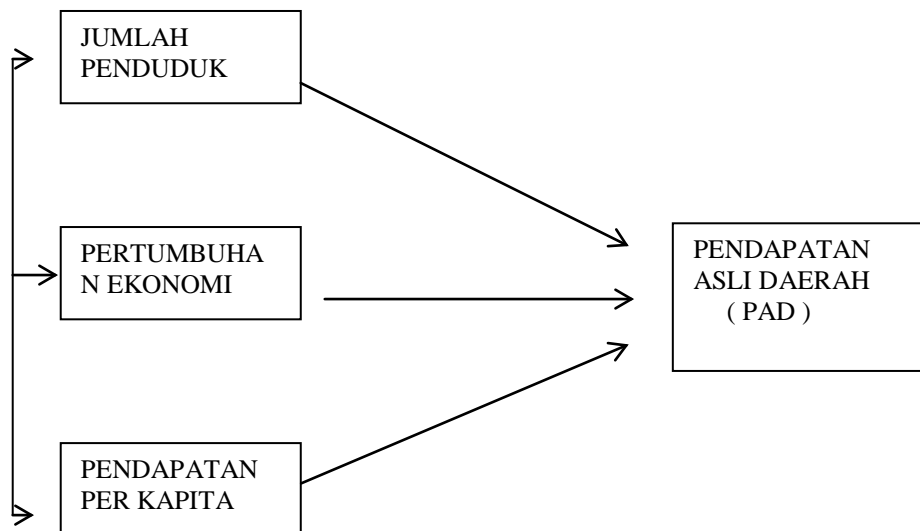 JUMLAH
PENDUDUK
PERTUMBUHA
N EKONOMI
PENDAPATAN
ASLI DAERAH
( PAD )
PENDAPATAN
PER KAPITA